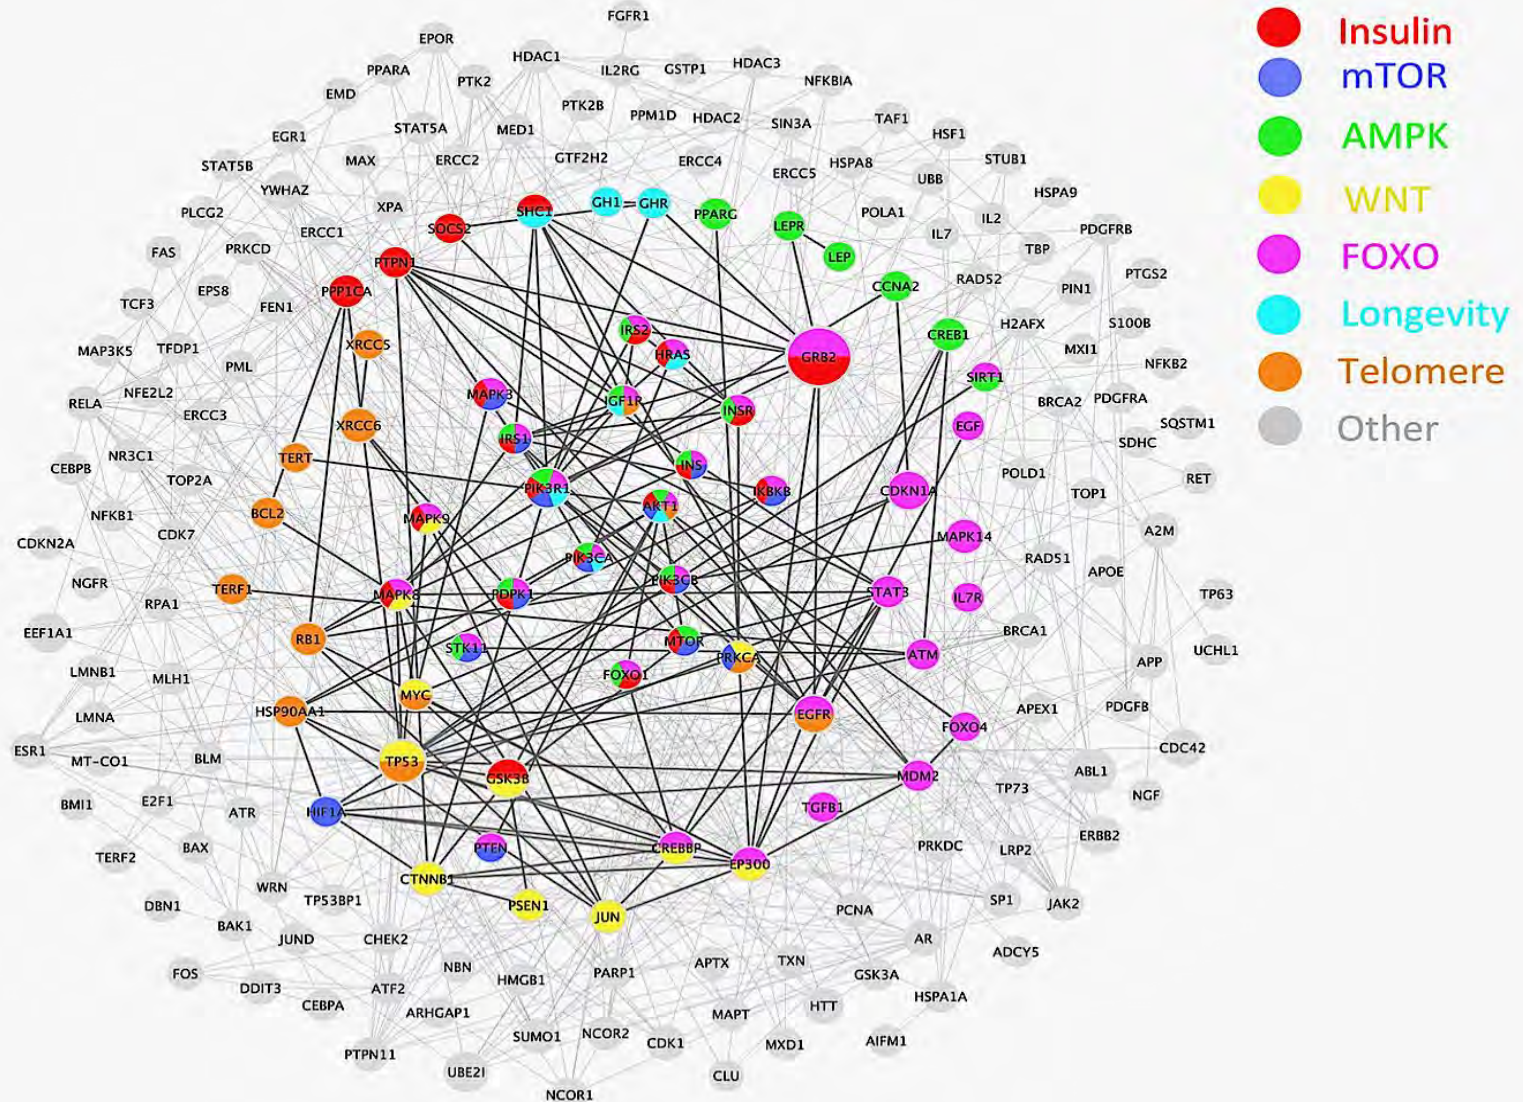 FGFR1
EPOR
HDAC1
HDAC3
PPARA
PTK2
IL2RG
GSTP1
NFKBIA
EMD
PTK2B
PPM1D
HDAC2
SIN3A
TAF1
EGR1
STAT5A
MED1
HSF1
STAT5B
MAX
ERCC2
GTF2H2
ERCC4
ERCC5
HSPA8
STUB1
YWHAZ
UBB
HSPA9
PLCG2
XPA
SOCS2
SHC1
GH1
GHR
PPARG
LEPR
POLA1
IL2
PDGFRB
FAS
PRKCD
ERCC1
PTPN1
LEP
IL7
TBP
TCF3
EPS8
FEN1
PPP1CA
CCNA2
RAD52
PIN1
PTGS2
MAP3K5
TFDP1
PML
XRCC5
IRS2
HRAS
GRB2
CREB1
H2AFX
S100B
MXI1
NFKB2
RELA
NFE2L2
ERCC3
XRCC6
MAPK3
IGF1R
INSR
SIRT1
EGF
BRCA2
PDGFRA
SQSTM1
CEBPB
NR3C1
TOP2A
TERT
IRS1
INS
IKBKB
CDKN1A
POLD1
TOP1
SDHC
RET
NFKB1
CDK7
BCL2
MAPK9
PIK3R1
AKT1
MAPK14
A2M
CDKN2A
NGFR
RPA1
TERF1
MAPK8
PDPK1
PIK3CA
PIK3CB
STAT3
IL7R
RAD51
APOE
TP63
EEF1A1
RB1
STK11
MTOR
PRKCA
ATM
BRCA1
APP
UCHL1
LMNB1
MLH1
FOXO1
LMNA
HSP90AA1
MYC
EGFR
FOXO4
APEX1
PDGFB
ESR1
MT-CO1
BLM
TP53
GSK3B
MDM2
TP73
ABL1
CDC42
BMI1
E2F1
ATR
HIF1A
TGFB1
NGF
TERF2
BAX
PTEN
CREBBP
EP300
PRKDC
LRP2
ERBB2
DBN1
WRN
TP53BP1
CTNNB1
PSEN1
JUN
PCNA
SP1
JAK2
BAK1
JUND
CHEK2
AR
ADCY5
FOS
DDIT3
CEBPA
ATF2
NBN
HMGB1
PARP1
APTX
TXN
GSK3A
HSPA1A
ARHGAP1
SUMO1
NCOR2
CDK1
MAPT
HTT
MXD1
AIFM1
PTPN11
UBE2I
NCOR1
CLU
Insulin
mTOR
AMPK
WNT
FOXO
Longevity
Telomere
Other